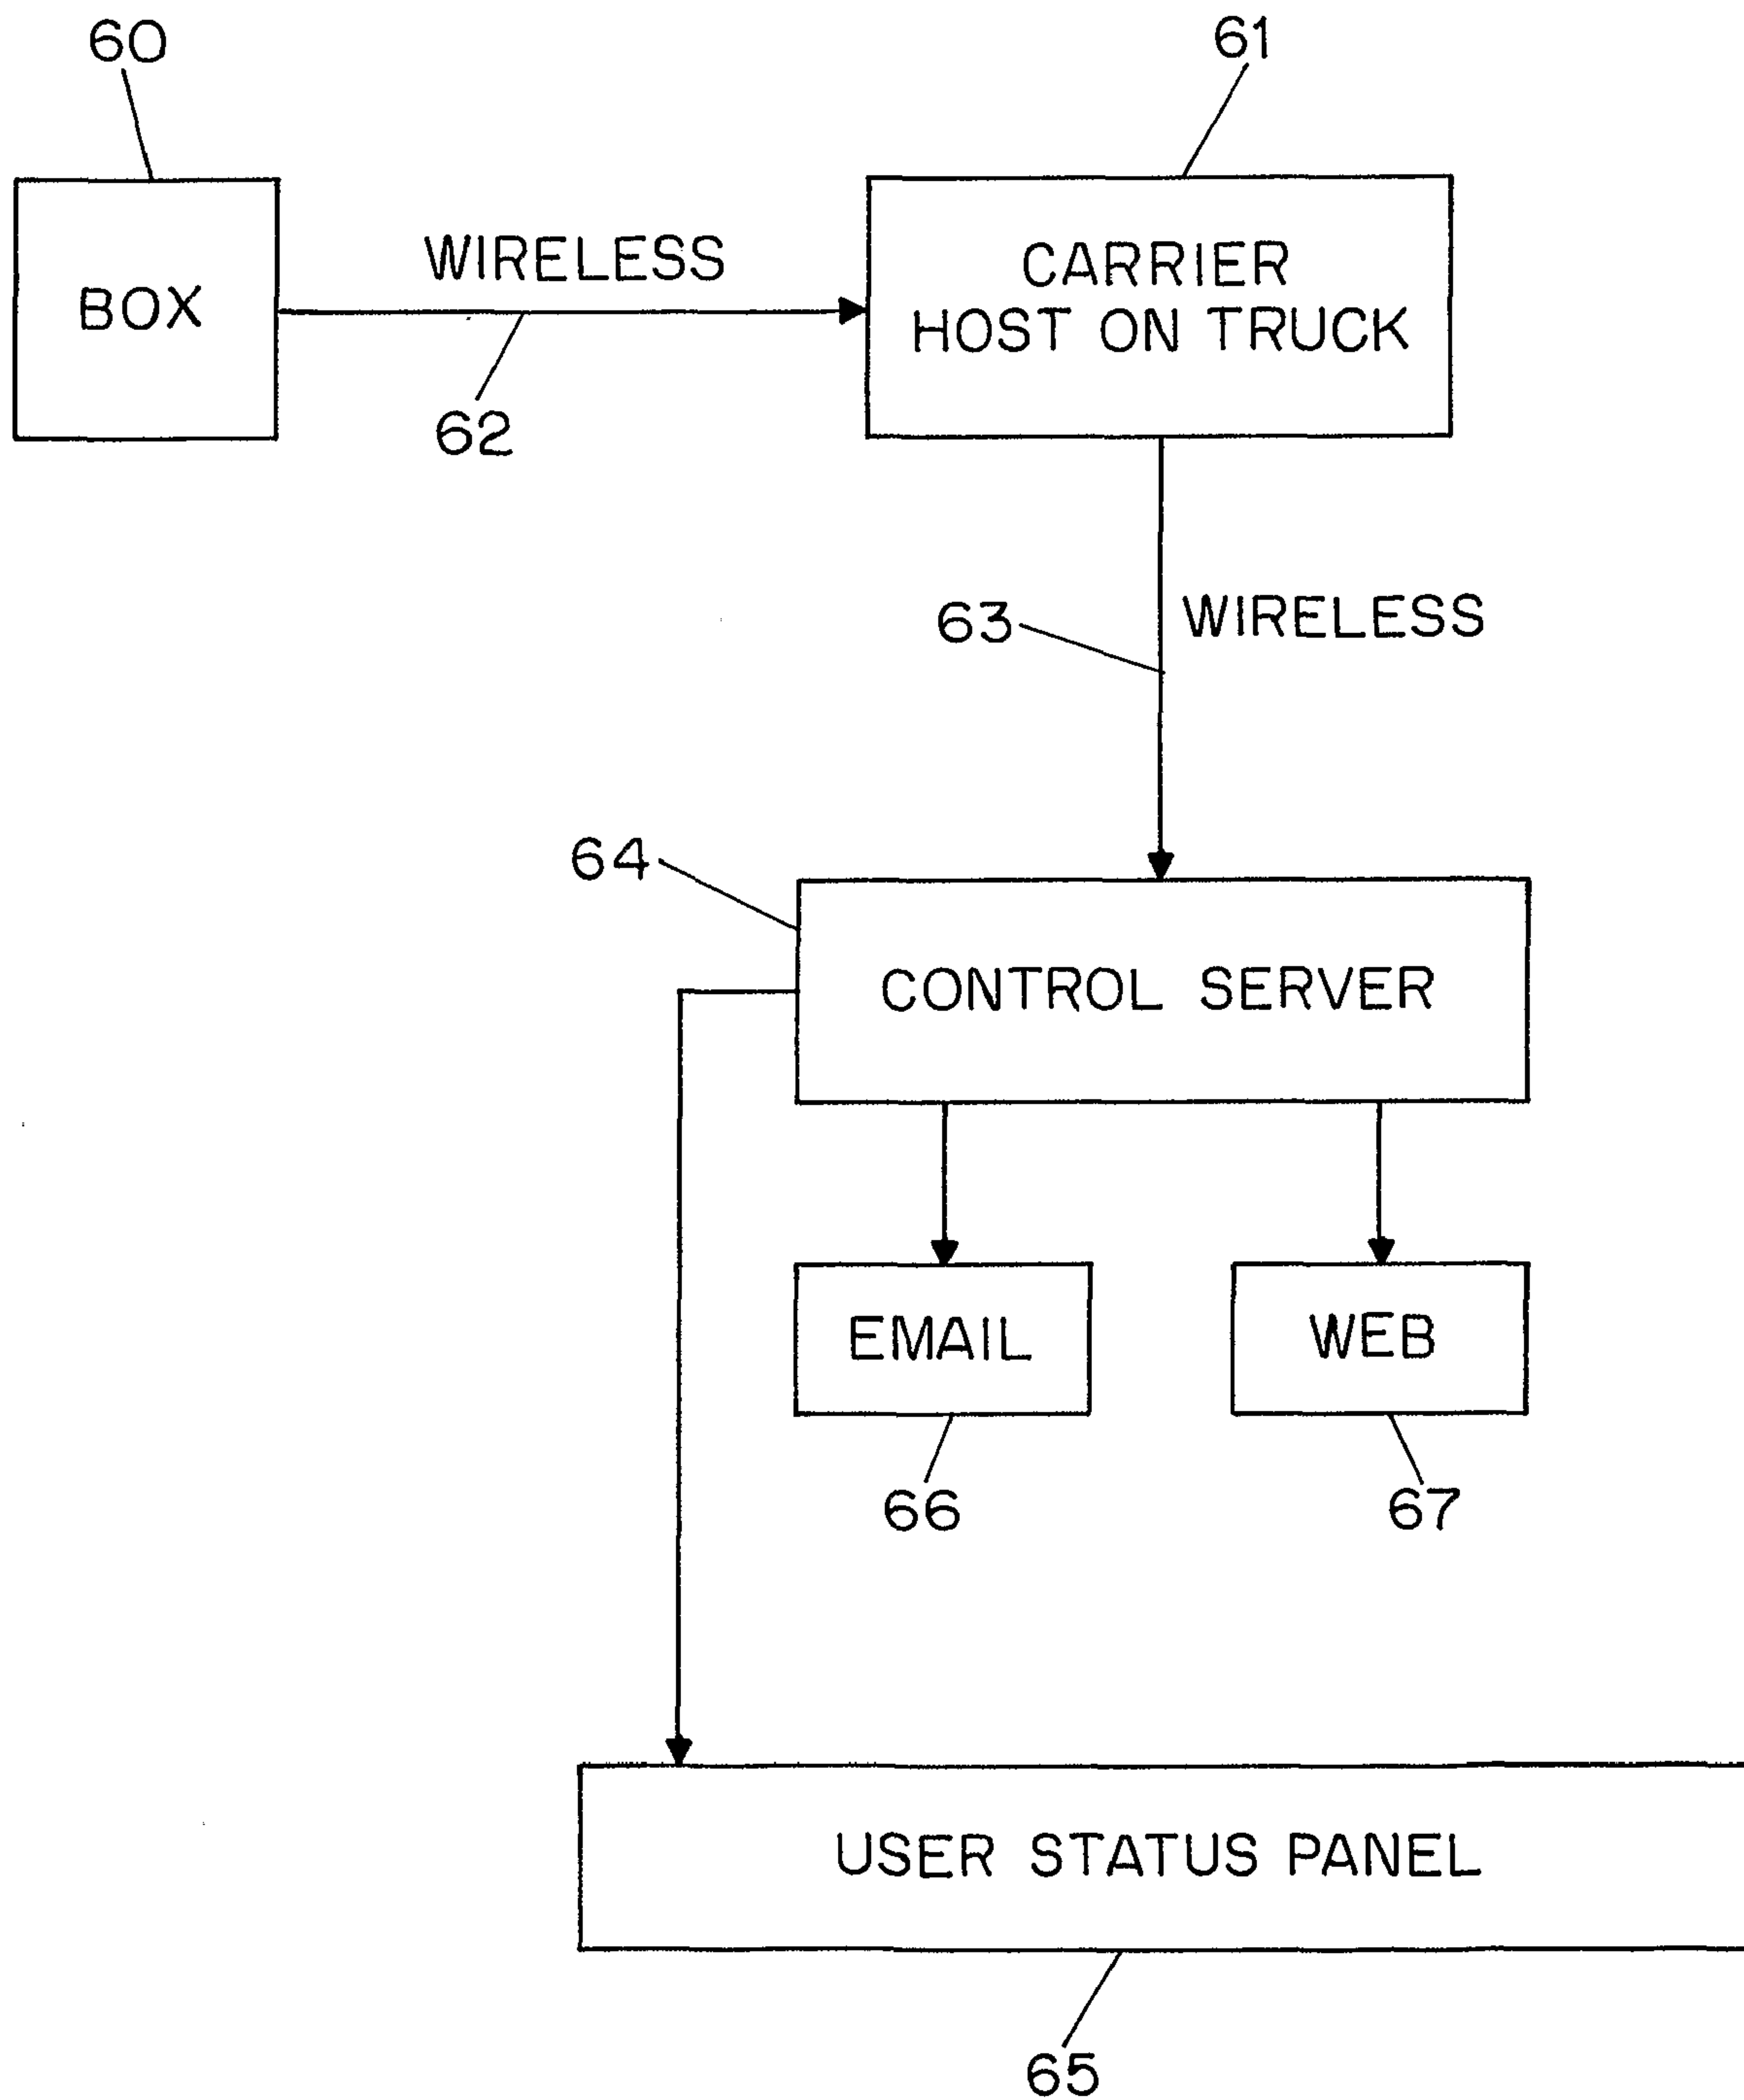 60
61
BOX
WIRELESS
62
CARRIER
HOST ON TRUCK
63
WIRELESS
64
CONTROL SERVER
EMAIL
WEB
66
67
USER STATUS PANEL
65